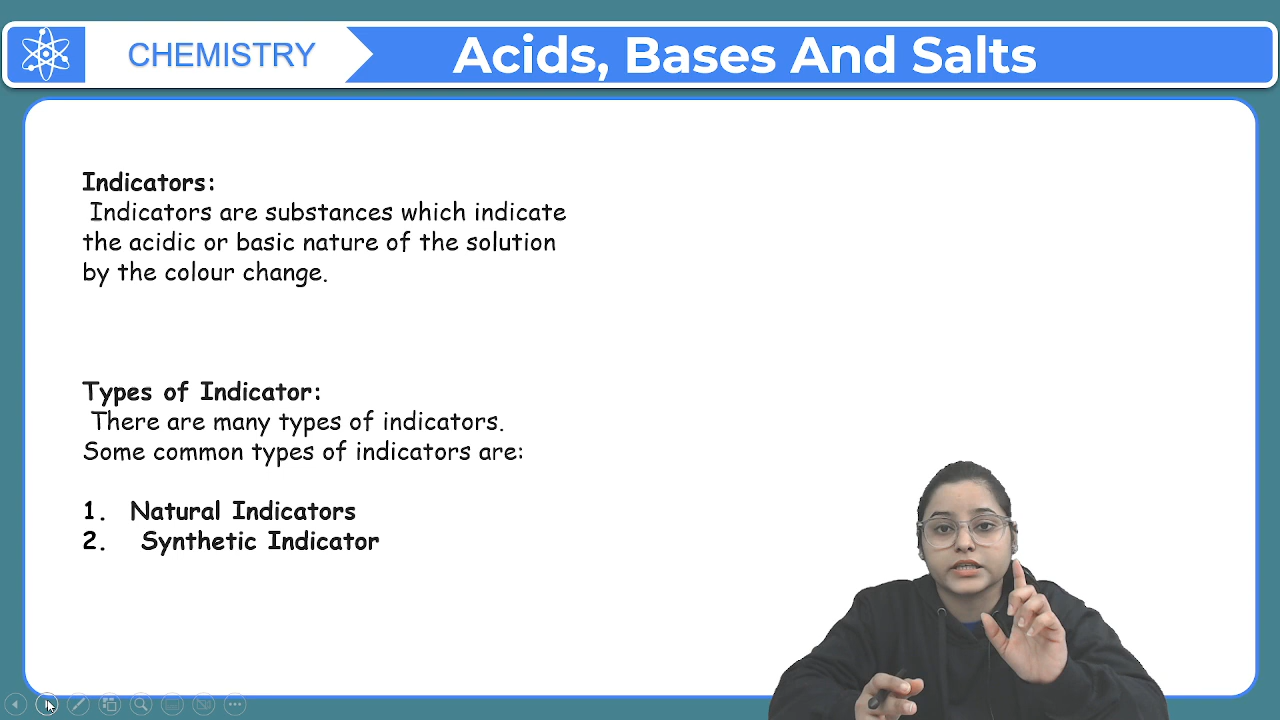 CHEMISTRY
Acids, Bases And Salts
Indicators:
Indicators are substances which indicate
the acidic or basic nature of the solution
by the colour change.
Types of Indicator:
There are many types of indicators.
Some common types of indicators are:
1. Natural Indicators
2. Synthetic Indicator